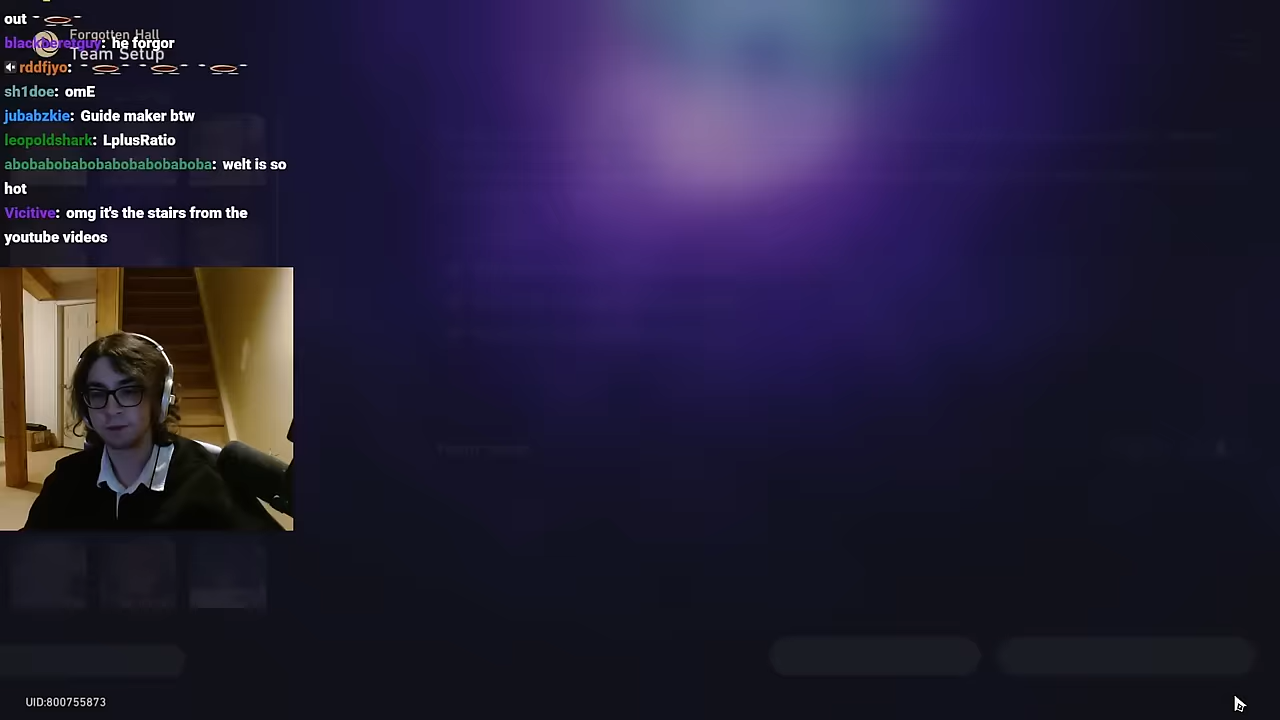 out
Forgotten Hall
blackberetguy: he forgor
Team Setup
rddfjyo:
sh1doe: omE
jubabzkie: Guide maker btw
leopoldshark: LplusRatio
abobabobabobabobaboba: welt is so
hot
Vicitive: omg it's the stairs from the
youtube videos
UID:800755873